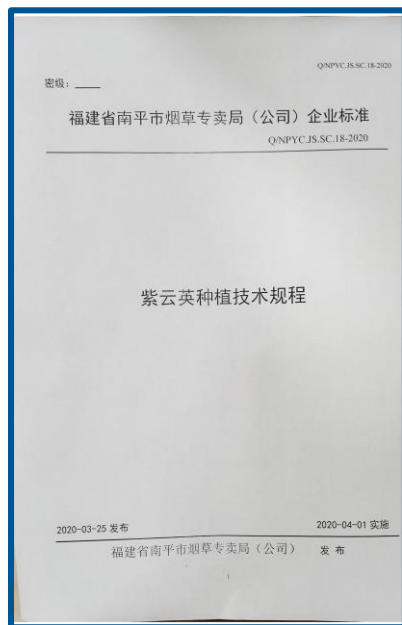 Q/NPYC.JS.SC.18-2020
密级：
福建省南平市烟草专卖局（公司）企业标准
Q/NPYC.JS.SC.18-2020
紫云英种植技术规程
2020-03-25 发布
2020-04-01 实施
福建省南平市烟草专卖局（公司） 发 布
1